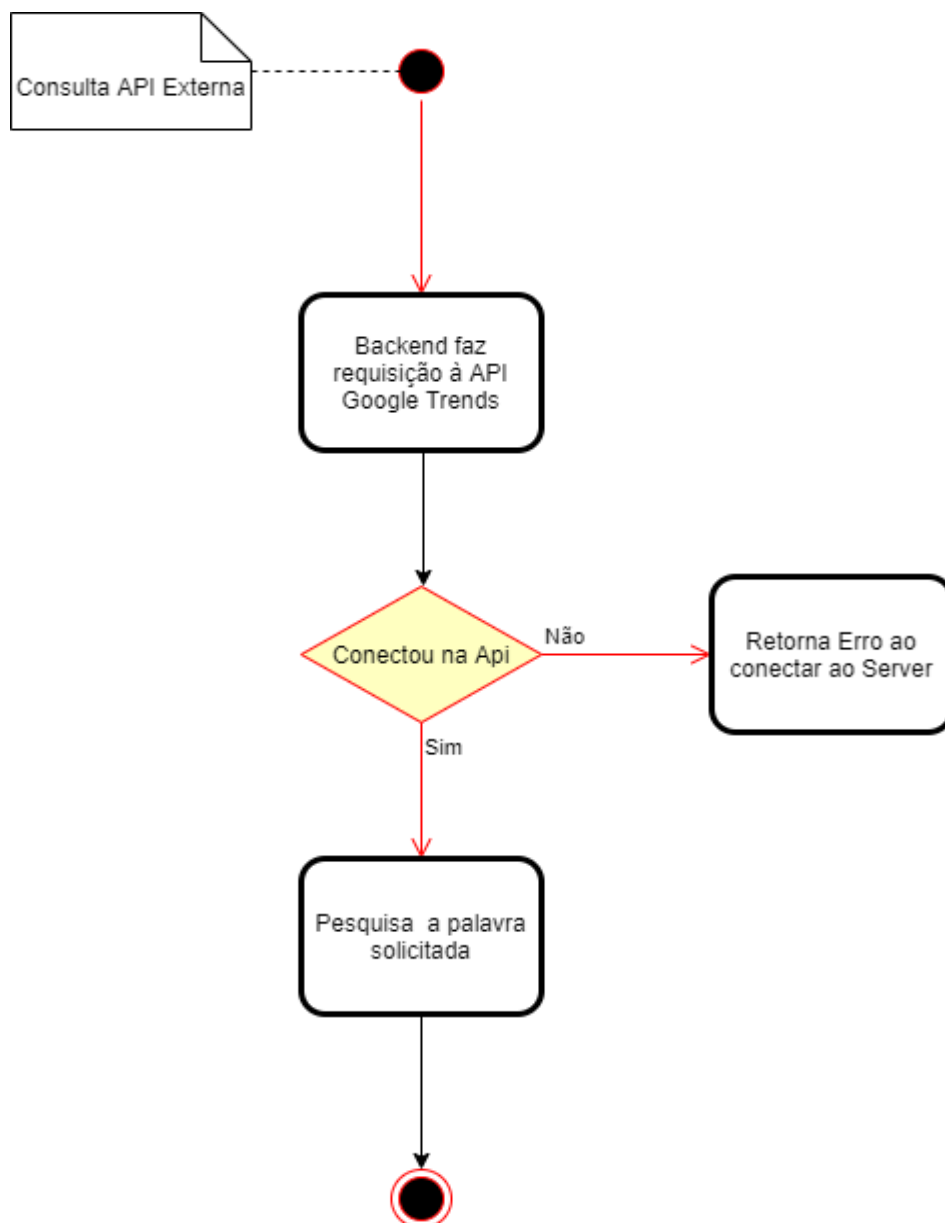 Consulta API Externa
Backend faz
requisição à API
Google Trends
Conectou na Api
Não
Retorna Erro ao
conectar ao Server
Sim
Pesquisa  a palavra
solicitada